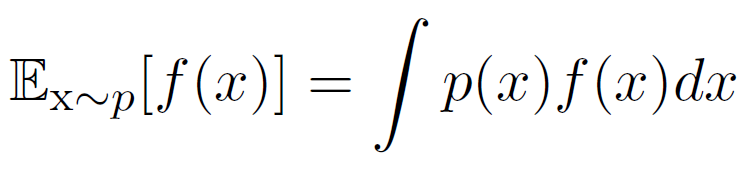 𝔼ₓ∼ₚ[f(x)] = ∫ p(x)f(x)dx